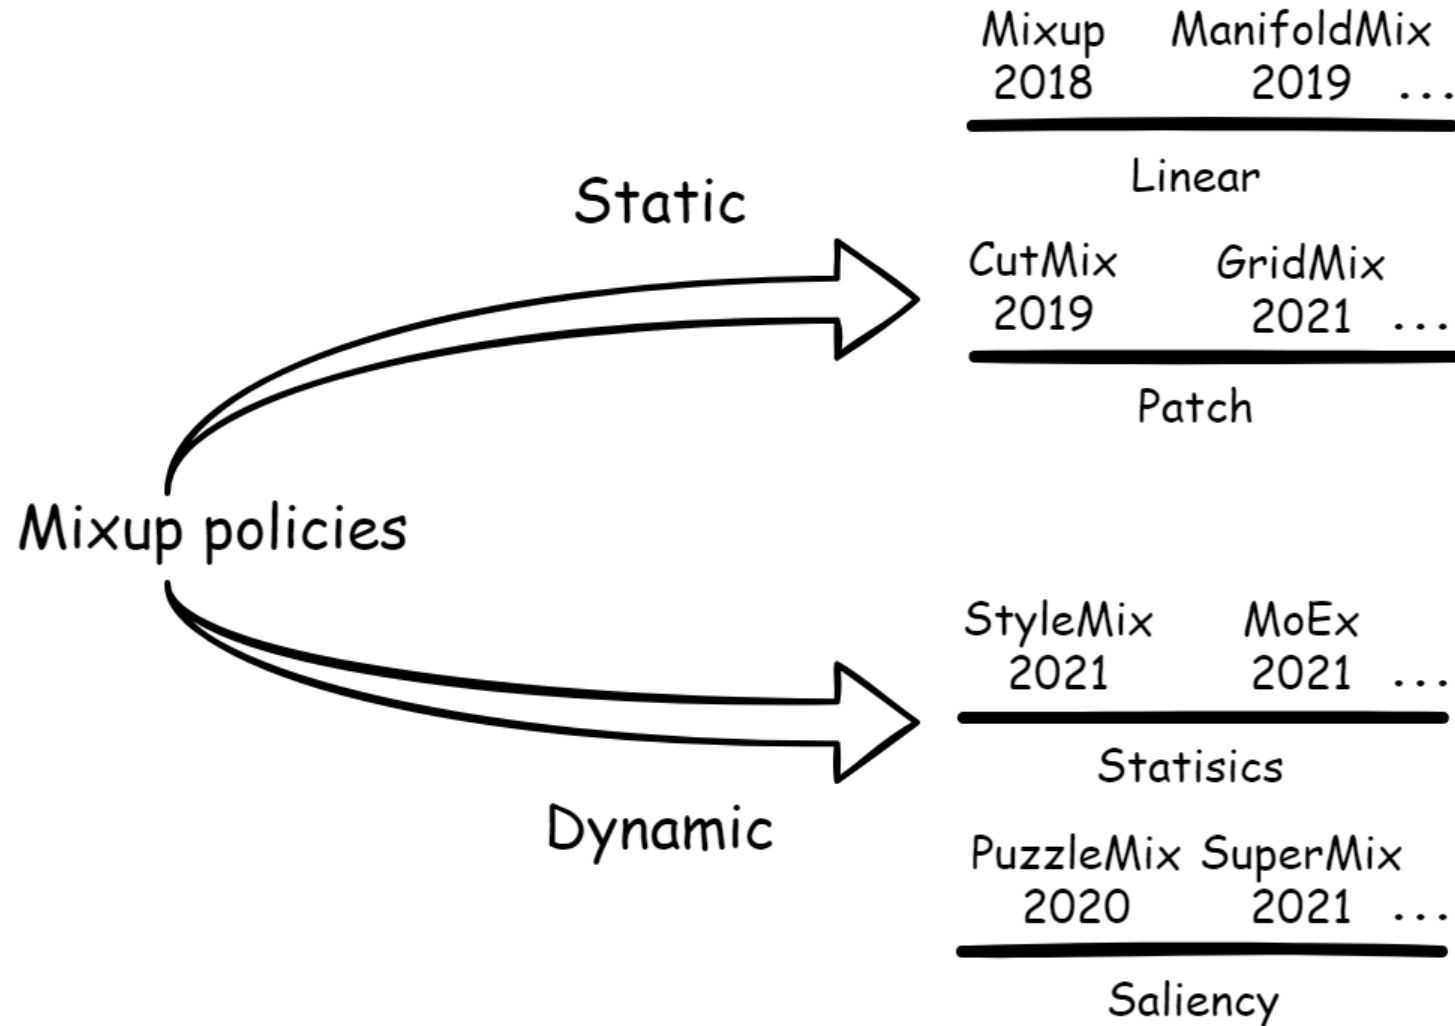 Mixup ManifoldMix
2018 2019 ...
Linear
Static
CutMix GridMix
2019 2021 ...
Patch
Mixup policies
StyleMix MoEx
2021 2021 ...
Statisics
Dynamic
PuzzleMix SuperMix
2020 2021 ...
Saliency